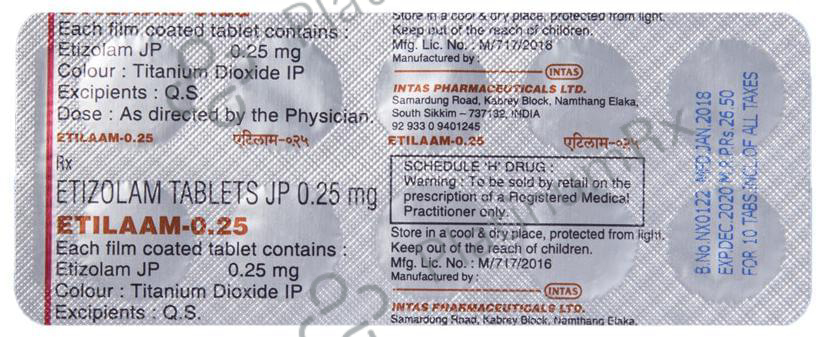 Each film coated tablet contains :
Etizolam JP 0.25 mg
Colour : Titanium Dioxide IP
Excipients : Q.S.
Dose : As directed by the Physician.
ETILAAM-0.25 एटिलाम-०.२५
Rx
ETIZOLAM TABLETS JP 0.25 mg
ETILAAM-0.25
Each film coated tablet contains :
Etizolam JP 0.25 mg
Colour : Titanium Dioxide IP
Excipients : Q.S.
Store in a cool & dry place, protected from light.
Keep out of the reach of children.
Mfg. Lic. No. : M/717/2016
Manufactured by :
INTAS
INTAS PHARMACEUTICALS LTD.
Samardung Road, Kabrey Block, Namthang Elaka,
South Sikkim – 737132, INDIA
92 933 0 9401245
ETILAAM-0.25 एटिलाम-०.२५
SCHEDULE 'H' DRUG :
Warning : To be sold by retail on the
prescription of a Registered Medical
Practitioner only.
Store in a cool & dry place, protected from light.
Keep out of the reach of children.
Mfg. Lic. No. : M/717/2016
Manufactured by :
INTAS
INTAS PHARMACEUTICALS LTD.
Samardung Road, Kabrey Block, Namthang Elaka,
B.No.NX0122 MFD.JAN.2018
EXP.DEC.2020 M.R.P.Rs.26.50
FOR 10 TABS INCL.OF ALL TAXES